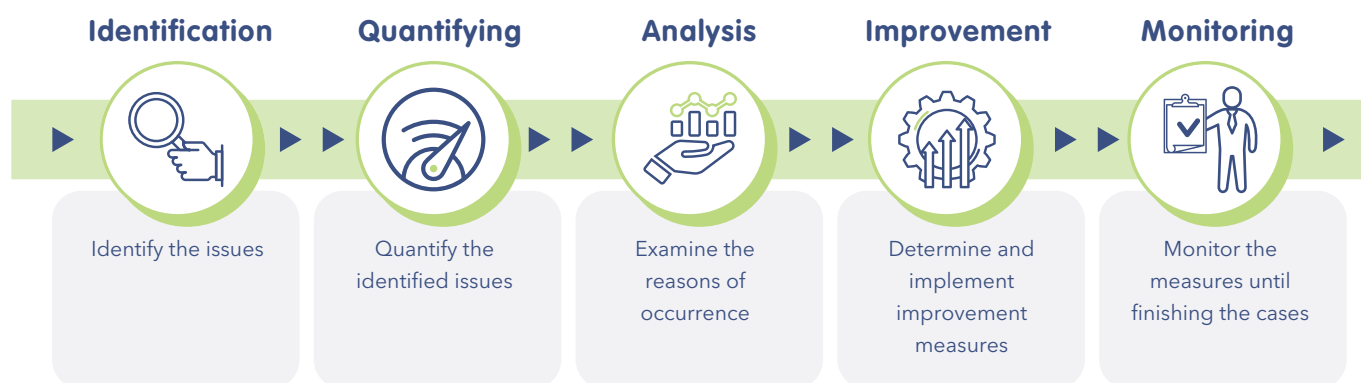 Identification
Identify the issues
Quantifying
Quantify the
identified issues
Analysis
Examine the
reasons of
occurrence
Improvement
Determine and
implement
improvement
measures
Monitoring
Monitor the
measures until
finishing the cases